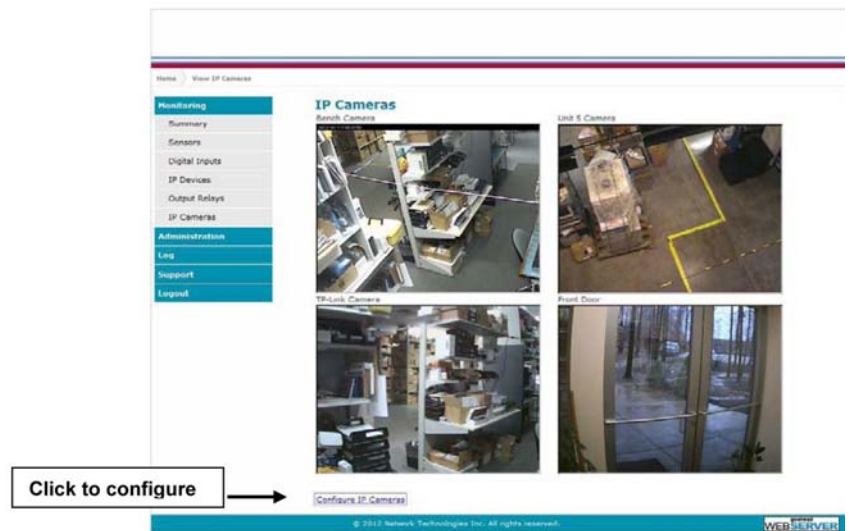 Home View IP Cameras
Monitoring
Summary
Sensors
Digital Inputs
IP Devices
Output Relays
IP Cameras
Administration
Log
Support
Logout
IP Cameras
Bench Camera
Unit 5 Camera
TP-Link Camera
Front Door
Click to configure
Configure IP Cameras
© 2012 Network Technologies Inc. All rights reserved.
WEBSERVER